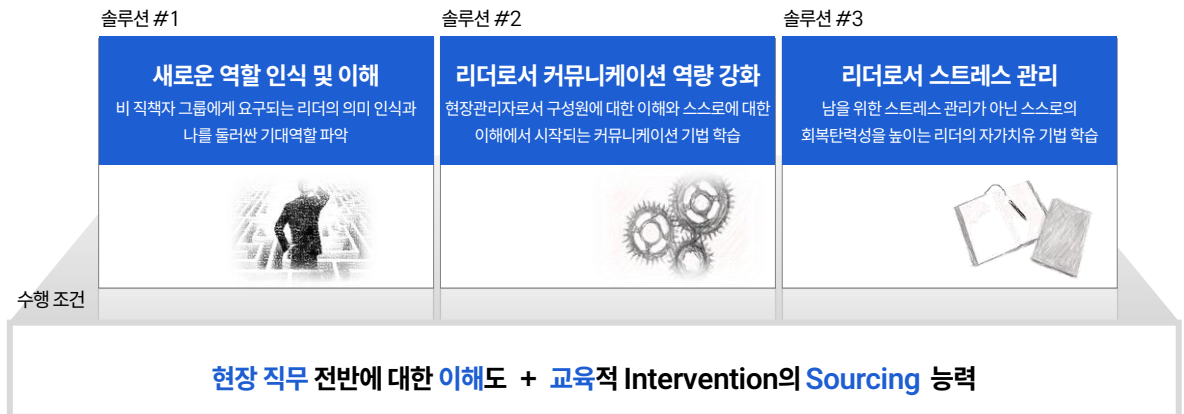 솔루션 #1
솔루션 #2
솔루션 #3
새로운 역할 인식 및 이해
비 직책자 그룹에게 요구되는 리더의 의미 인식과
나를 둘러싼 기대역할 파악
리더로서 커뮤니케이션 역량 강화
현장관리자로서 구성원에 대한 이해와 스스로에 대한
이해에서 시작되는 커뮤니케이션 기법 학습
리더로서 스트레스 관리
남을 위한 스트레스 관리가 아닌 스스로의
회복탄력성을 높이는 리더의 자가치유 기법 학습
수행 조건
현장 직무 전반에 대한 이해도 + 교육적 Intervention의 Sourcing 능력